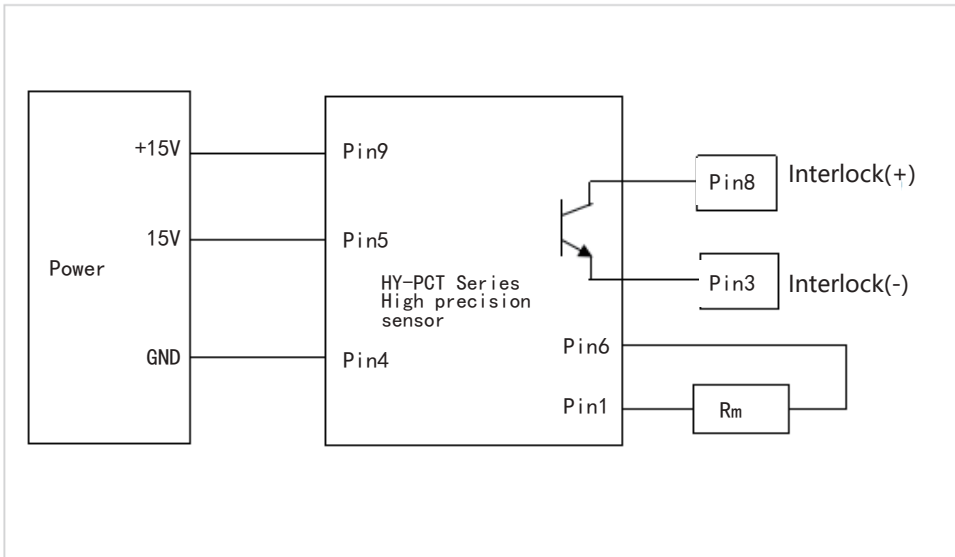 Power
+15V
15V
GND
Pin9
Pin5
Pin4
HY-PCT Series
High precision
sensor
Pin6
Pin1
Pin8
Interlock(+)
Pin3
Interlock(-)
Rm